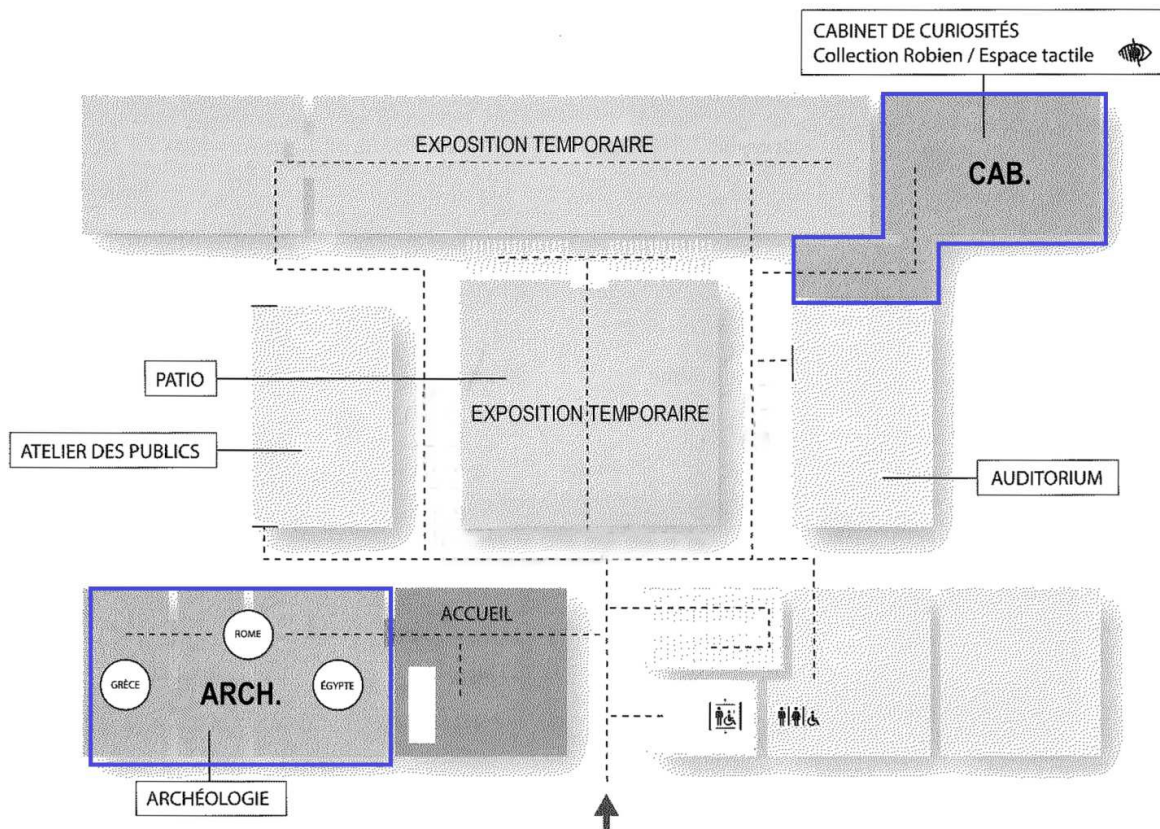 CABINET DE CURIOSITÉS
Collection Robien / Espace tactile
EXPOSITION TEMPORAIRE
CAB.
PATIO
EXPOSITION TEMPORAIRE
ATELIER DES PUBLICS
AUDITORIUM
ACCUEIL
ROME
GRÈCE
ARCH.
ÉGYPTE
ARCHÉOLOGIE